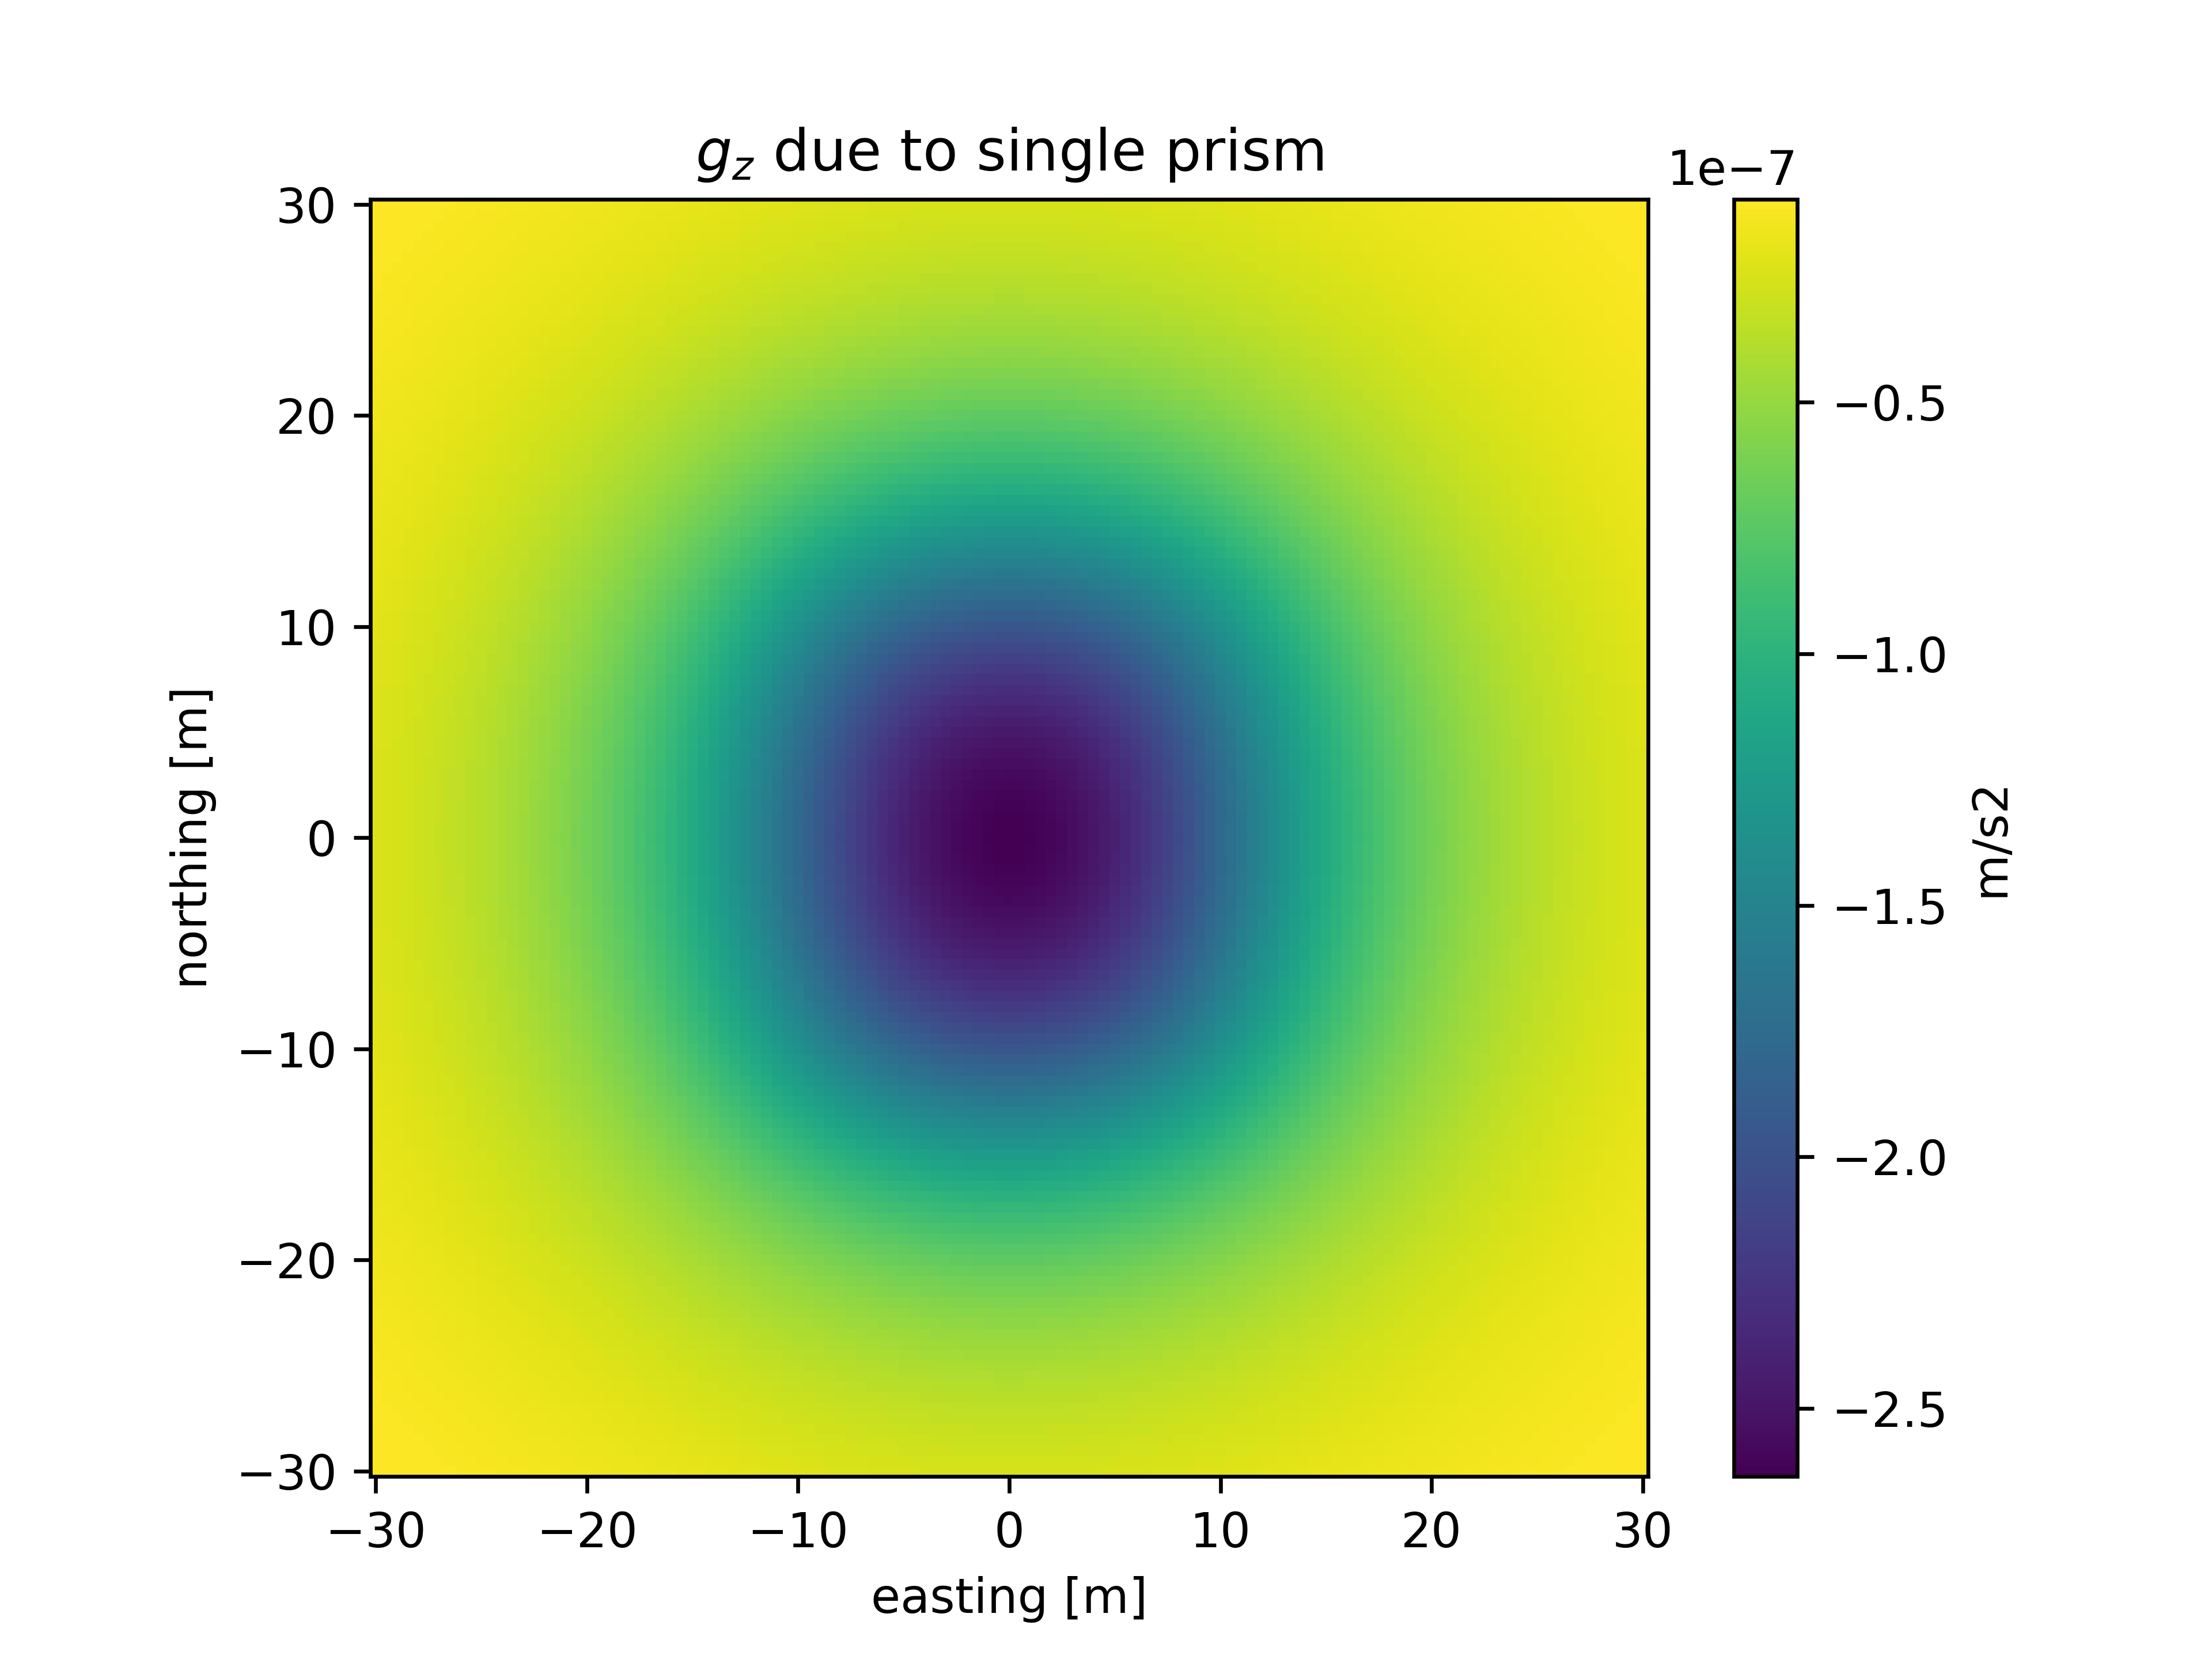 g_z due to single prism
1e−7
30
20
10
0
−10
−20
−30
northing [m]
−30 −20 −10 0 10 20 30
easting [m]
−0.5
−1.0
−1.5
−2.0
−2.5
m/s2